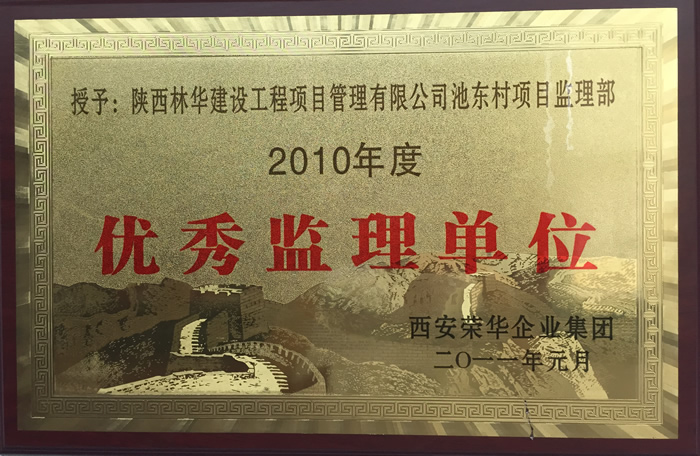 授予：陕西林华建设工程项目管理有限公司池东村项目监理部
2010年度
优秀监理单位
西安荣华企业集团
二〇一一年元月